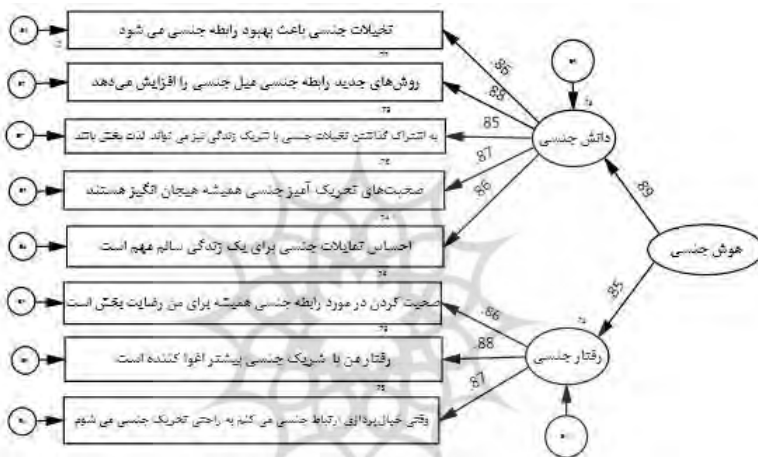 تخیلات جنسی باعث بهبود رابطه جنسی می شود
روش‌های جدید رابطه جنسی میل جنسی را افزایش می‌دهد
به اشتراک گذاشتن تخیلات جنسی با شریک زندگی نیز می تواند لذت بخش باشد
صحبت‌های تحریک آمیز جنسی همیشه هیجان انگیز هستند
احساس تمایلات جنسی برای یک زندگی سالم مهم است
صحبت کردن در مورد رابطه جنسی همیشه برای من رضایت بخش است
رفتار من با شریک جنسی بیشتر اغوا کننده است
وقتی خیال‌پردازی ارتباط جنسی می کنم به راحتی تحریک جنسی می شوم
.86
.88
.85
.87
.86
.86
.88
.87
دانش جنسی
رفتار جنسی
.89
.85
هوش جنسی